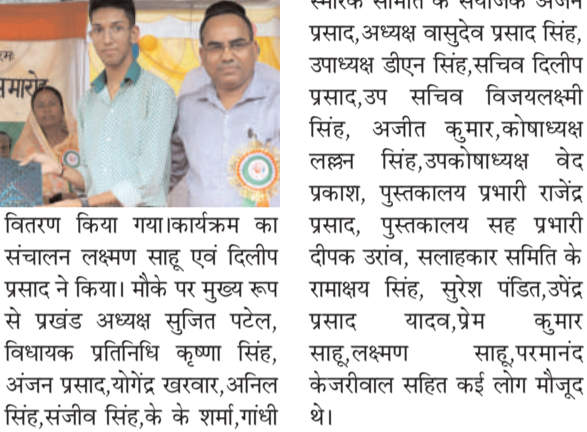 समारोह
वितरण किया गया।कार्यक्रम का
संचालन लक्ष्मण साहू एवं दिलीप
प्रसाद ने किया। मौके पर मुख्य रूप
से प्रखंड अध्यक्ष सुजित पटेल,
विधायक प्रतिनिधि कृष्णा सिंह,
अंजन प्रसाद,योगेंद्र खरवार,अनिल
सिंह,संजीव सिंह,के के शर्मा,गांधी
स्मारक समिति के संयोजक अंजन
प्रसाद,अध्यक्ष वासुदेव प्रसाद सिंह,
उपाध्यक्ष डीएन सिंह,सचिव दिलीप
प्रसाद,उप सचिव विजयलक्ष्मी
सिंह, अजीत कुमार,कोषाध्यक्ष
लल्लन सिंह,उपकोषाध्यक्ष वेद
प्रकाश, पुस्तकालय प्रभारी राजेंद्र
प्रसाद, पुस्तकालय सह प्रभारी
दीपक उरांव, सलाहकार समिति के
रामाक्षय सिंह, सुरेश पंडित,उपेंद्र
प्रसाद यादव,प्रेम कुमार
साहू,लक्ष्मण साहू,परमानंद
केजरीवाल सहित कई लोग मौजूद
थे।